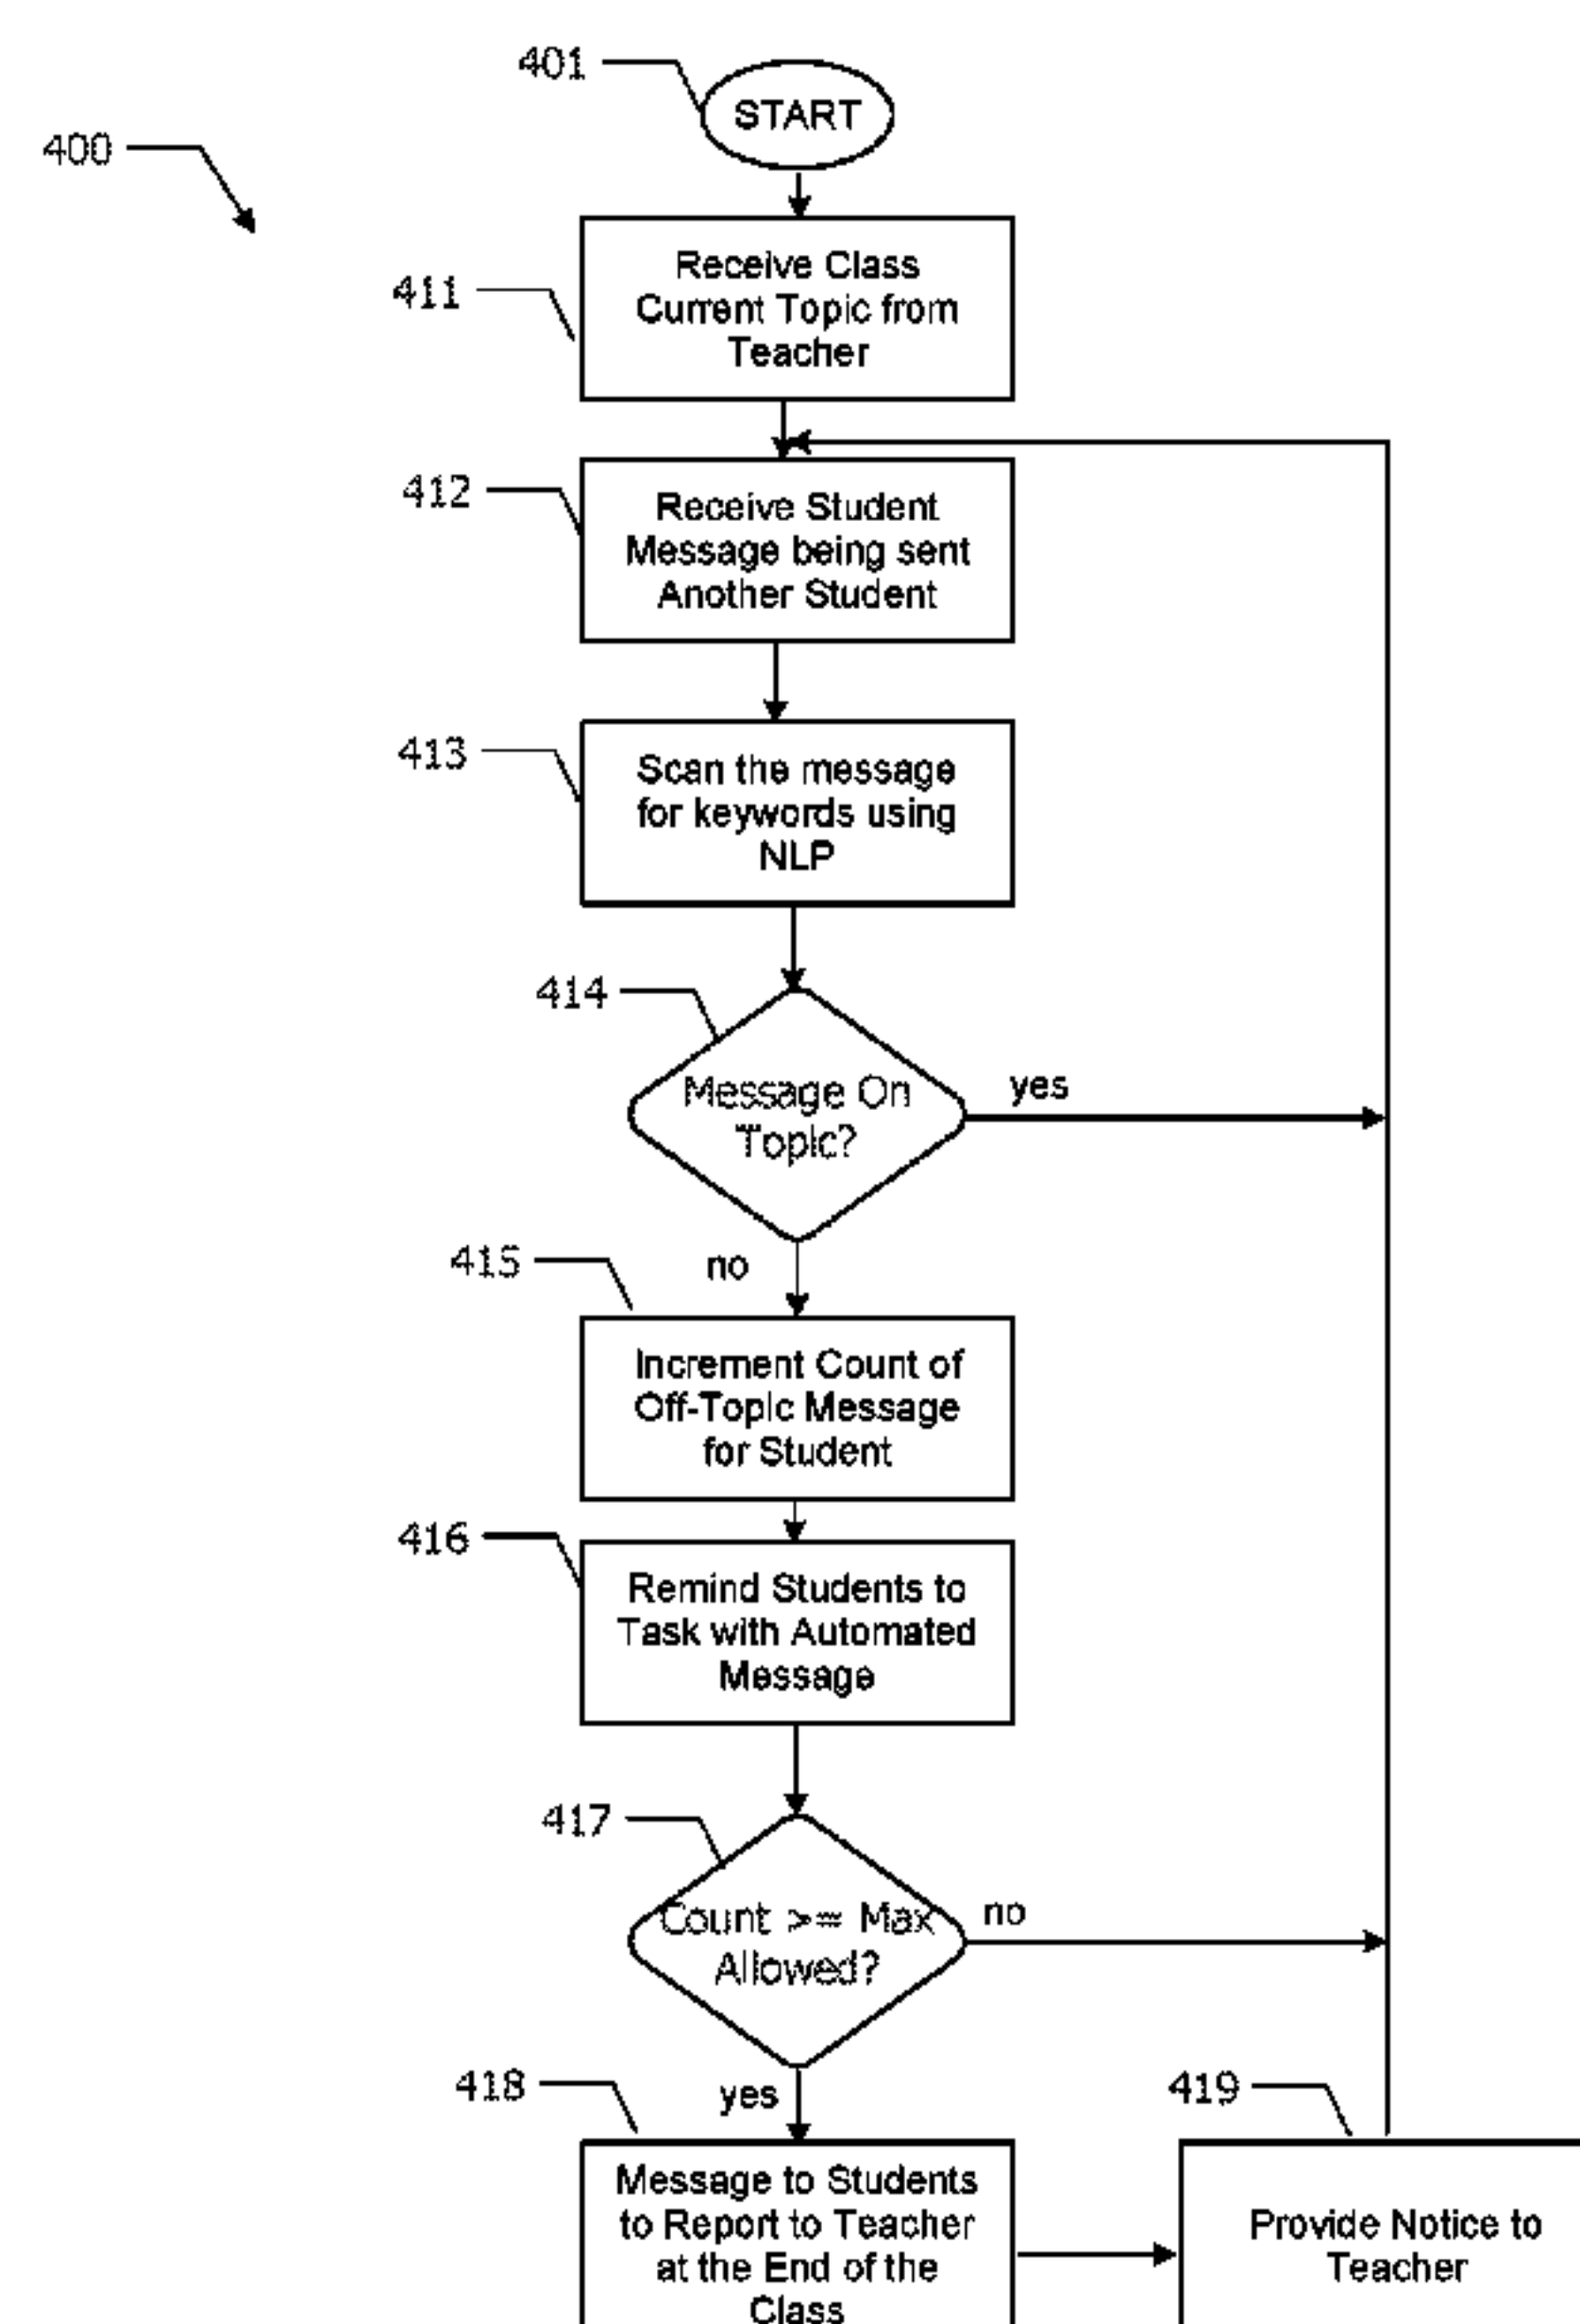 401
START
400
411
Receive Class
Current Topic from
Teacher
412
Receive Student
Message being sent
Another Student
413
Scan the message
for keywords using
NLP
414
Message On
Topic?
yes
415
no
Increment Count of
Off-Topic Message
for Student
416
Remind Students to
Task with Automated
Message
417
Count >= Max
Allowed?
no
418
yes
419
Message to Students
to Report to Teacher
at the End of the
Class
Provide Notice to
Teacher